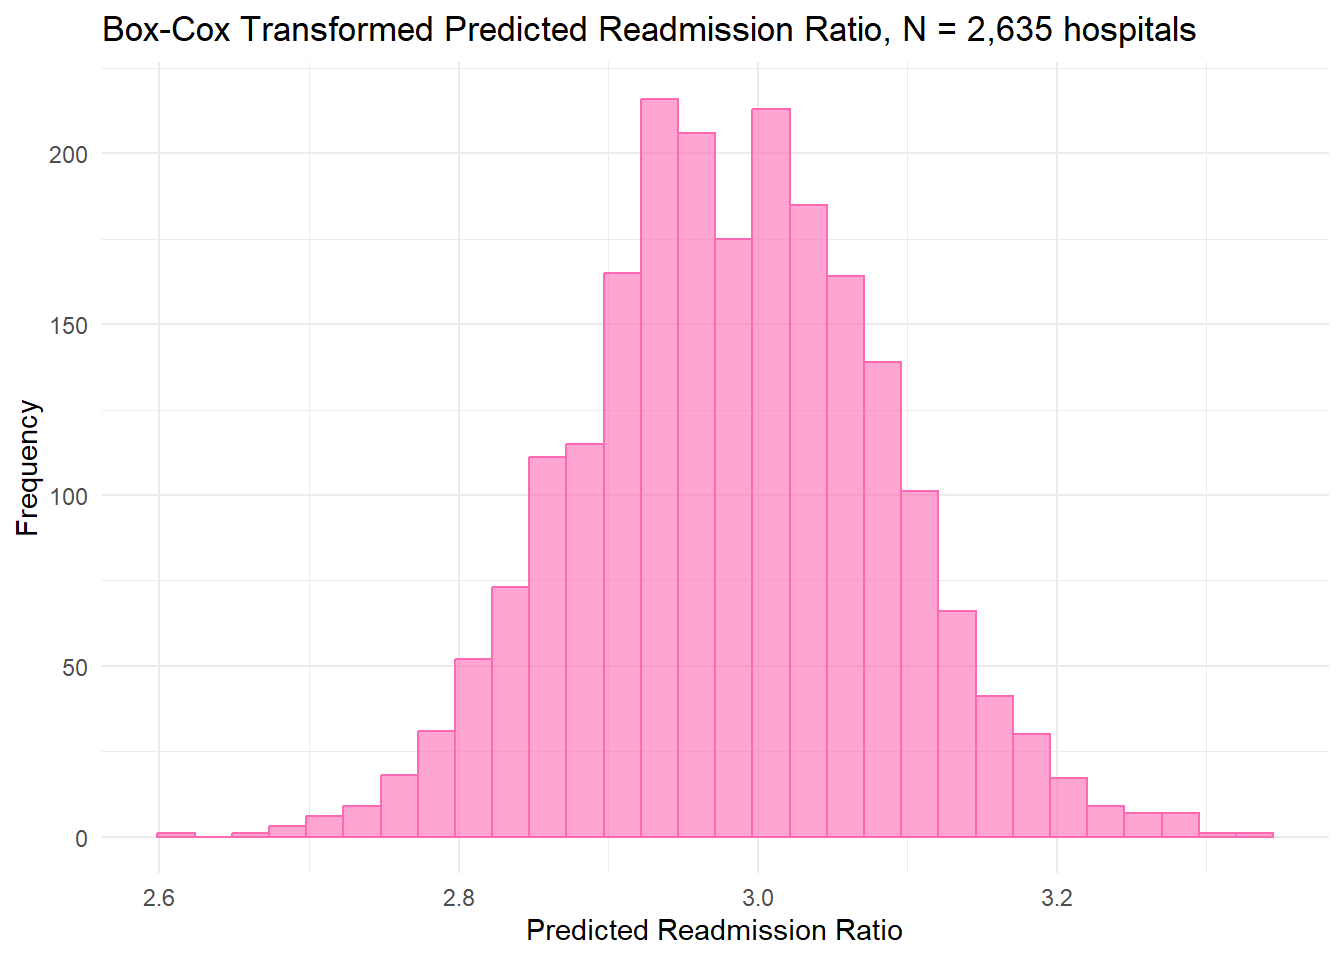 Box-Cox Transformed Predicted Readmission Ratio, N = 2,635 hospitals
200
150
100
50
0
Frequency
2.6 2.8 3.0 3.2
Predicted Readmission Ratio